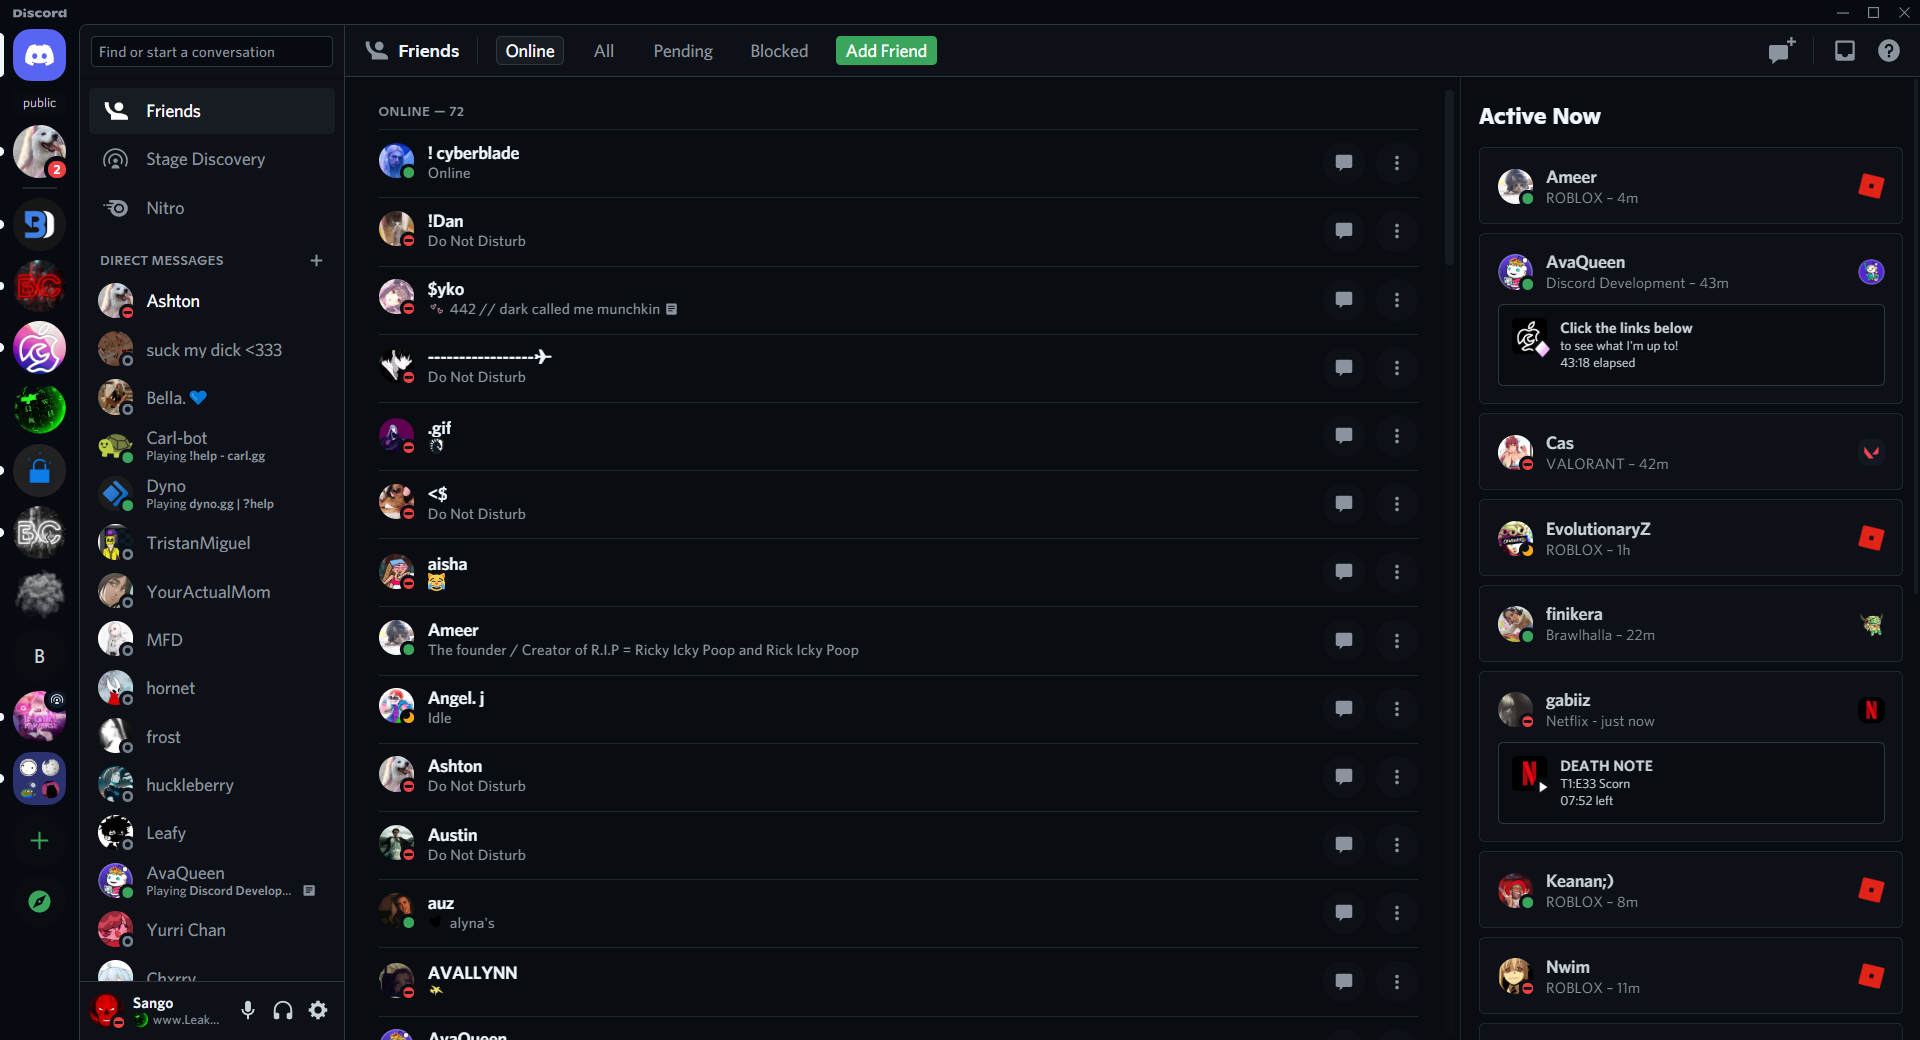 Discord
public
2
B
Find or start a conversation
Friends
Stage Discovery
Nitro
DIRECT MESSAGES
Ashton
suck my dick <333
Bella.💙
Carl-bot
Playing !help - carl.gg
Dyno
Playing dyno.gg | ?help
TristanMiguel
YourActualMom
MFD
hornet
frost
huckleberry
Leafy
AvaQueen
Playing Discord Develop...
Yurri Chan
Chxrry
Sango
www.Leak...
Friends
Online
All
Pending
Blocked
Add Friend
ONLINE — 72
! cyberblade
Online
!Dan
Do Not Disturb
$yko
442 // dark called me munchkin
-----------------✈
Do Not Disturb
.gif
<$
Do Not Disturb
aisha
😹
Ameer
The founder / Creator of R.I.P = Ricky Icky Poop and Rick Icky Poop
Angel. j
Idle
Ashton
Do Not Disturb
Austin
Do Not Disturb
auz
🖤 alyna's
AVALLYNN
AvaQueen
Active Now
Ameer
ROBLOX – 4m
AvaQueen
Discord Development – 43m
Click the links below
to see what I'm up to!
43:18 elapsed
Cas
VALORANT – 42m
EvolutionaryZ
ROBLOX – 1h
finikera
Brawlhalla – 22m
gabiiz
Netflix - just now
DEATH NOTE
T1:E33 Scorn
07:52 left
Keanan;)
ROBLOX – 8m
Nwim
ROBLOX – 11m